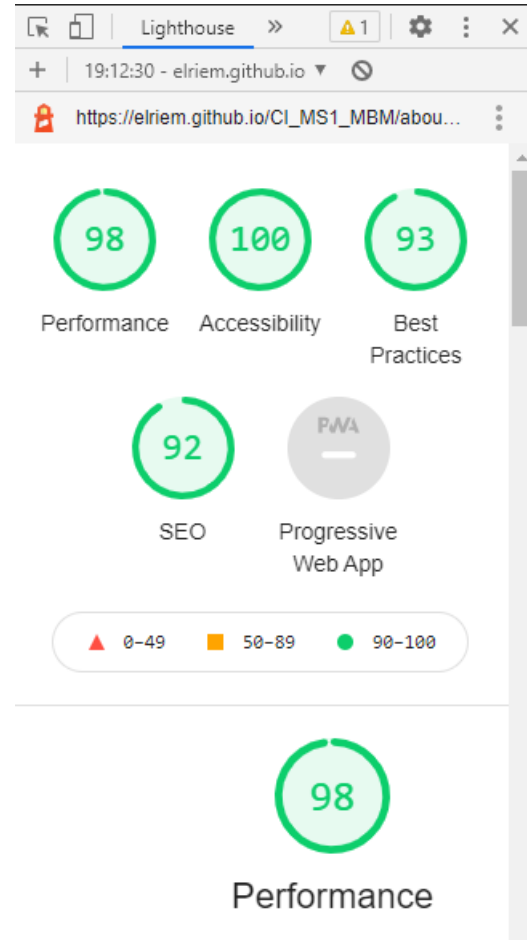 Lighthouse » 1
19:12:30 - elriem.github.io ▼
https://elriem.github.io/CI_MS1_MBM/abou…
98 100 93
Performance Accessibility Best
Practices
92 PWA
SEO Progressive
Web App
0–49 50–89 90–100
98
Performance